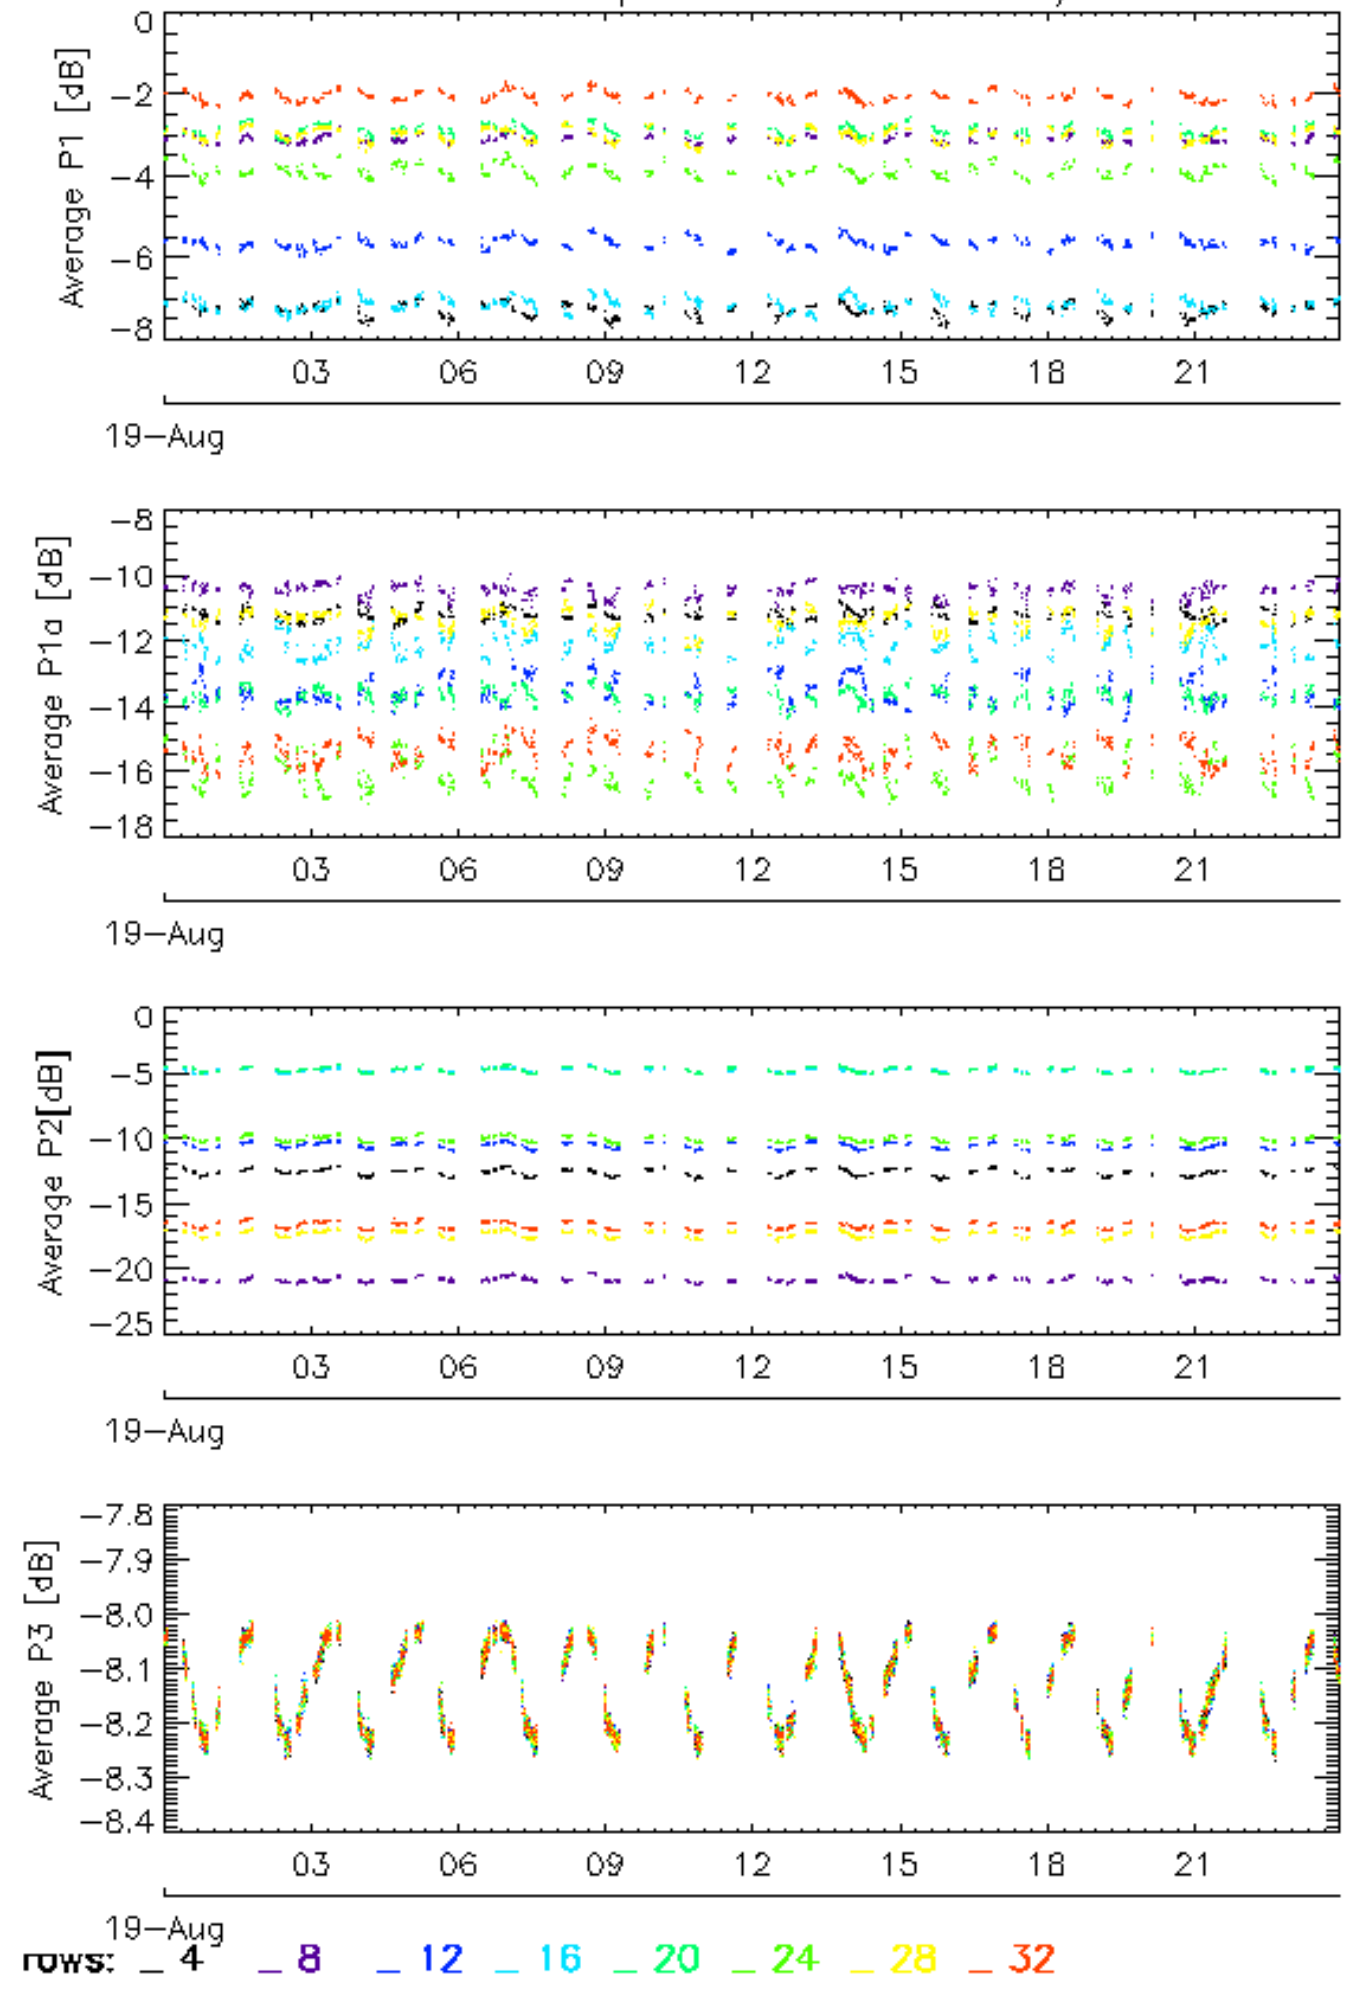 0
-2
-4
-6
-8
Average P1 [dB]
03 06 09 12 15 18 21
19-Aug
-8
-10
-12
-14
-16
-18
Average P1a [dB]
03 06 09 12 15 18 21
19-Aug
0
-5
-10
-15
-20
-25
Average P2[dB]
03 06 09 12 15 18 21
19-Aug
-7.8
-7.9
-8.0
-8.1
-8.2
-8.3
-8.4
Average P3 [dB]
03 06 09 12 15 18 21
19-Aug
rows: _ 4 _ 8 _ 12 _ 16 _ 20 _ 24 _ 28 _ 32